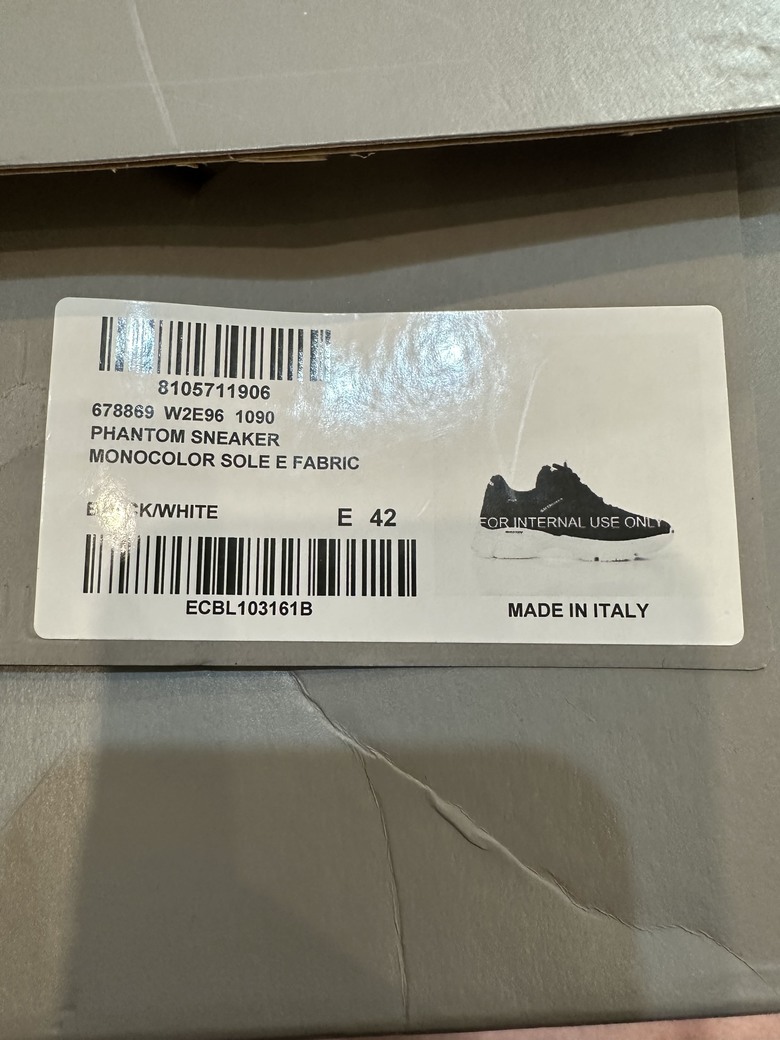 8105711906
678869 W2E96 1090
PHANTOM SNEAKER
MONOCOLOR SOLE E FABRIC
BLACK/WHITE
E 42
ECBL103161B
FOR INTERNAL USE ONLY
MADE IN ITALY